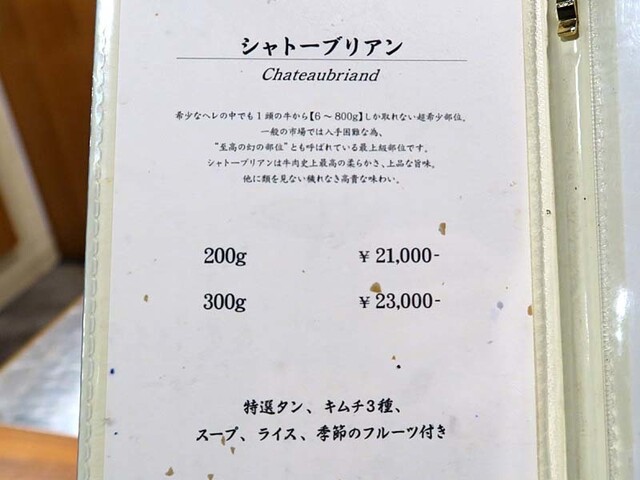 シャトーブリアン
Chateaubriand
希少なヘレの中でも1頭の牛から【6～800g】しか取れない超希少部位。
一般の市場では入手困難な為、
"至高の幻の部位"とも呼ばれている最上級部位です。
シャトーブリアンは牛肉史上最高の柔らかさ、上品な旨味。
他に類を見ない穢れなき高貴な味わい。
200g ￥21,000-
300g ￥23,000-
特選タン、キムチ3種、
スープ、ライス、季節のフルーツ付き